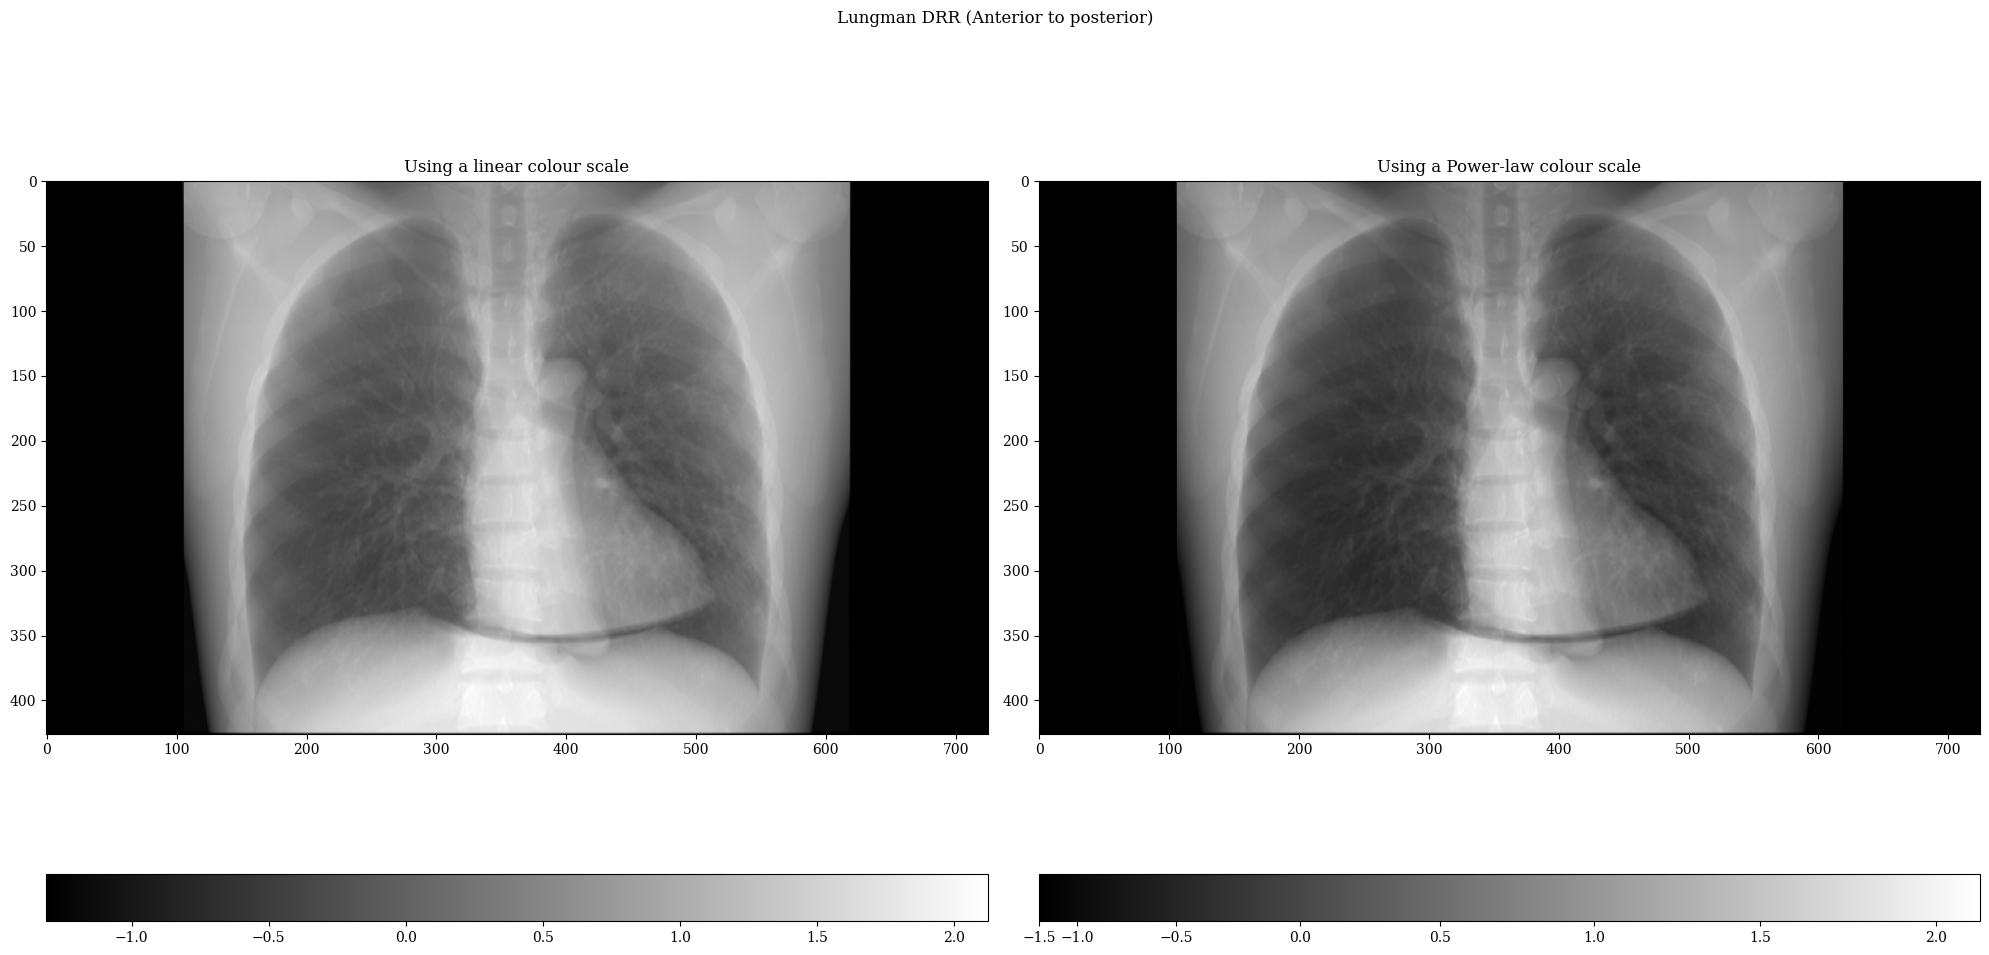 Lungman DRR (Anterior to posterior)
Using a linear colour scale
0
50
100
150
200
250
300
350
400
0 100 200 300 400 500 600 700
−1.0 −0.5 0.0 0.5 1.0 1.5 2.0
Using a Power-law colour scale
0
50
100
150
200
250
300
350
400
0 100 200 300 400 500 600 700
−1.5 −1.0 −0.5 0.0 0.5 1.0 1.5 2.0